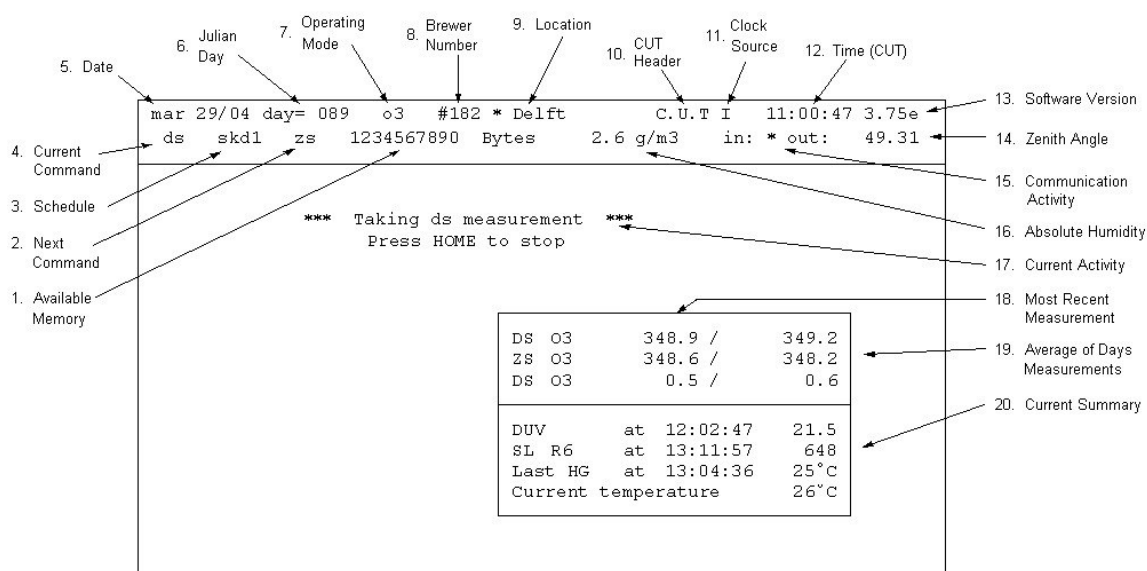 5. Date
6. Julian
Day
7. Operating
Mode
8. Brewer
Number
9. Location
10. CUT
Header
11. Clock
Source
12. Time (CUT)
mar 29/04 day= 089 o3 #182 * Delft C.U.T I 11:00:47 3.75e
ds skd1 zs 1234567890 Bytes 2.6 g/m3 in: * out: 49.31
13. Software Version
14. Zenith Angle
4. Current
Command
3. Schedule
2. Next
Command
1. Available
Memory
*** Taking ds measurement ***
Press HOME to stop
15. Communication
Activity
16. Absolute Humidity
17. Current Activity
18. Most Recent
Measurement
19. Average of Days
Measurements
20. Current Summary
DS O3 348.9 / 349.2
ZS O3 348.6 / 348.2
DS O3 0.5 / 0.6
DUV at 12:02:47 21.5
SL R6 at 13:11:57 648
Last HG at 13:04:36 25°C
Current temperature 26°C